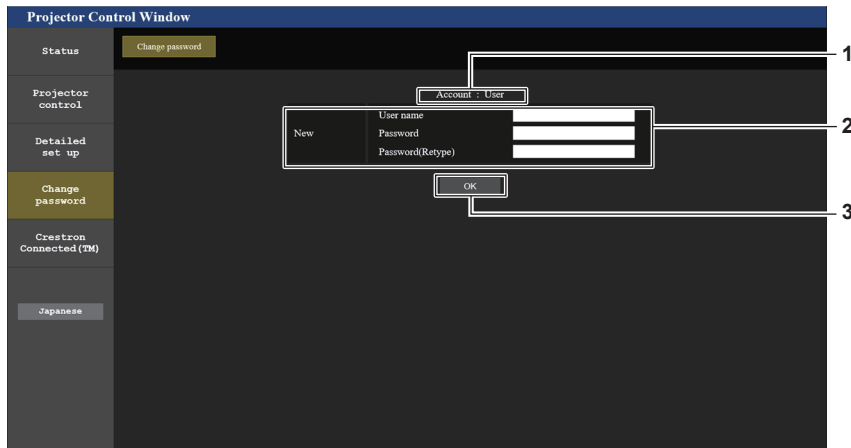 Projector Control Window
Status
Change password
1
Projector
control
Account : User
User name
2
New
Password
Detailed
set up
Password(Retype)
Change
password
OK
3
Crestron
Connected(TM)
Japanese